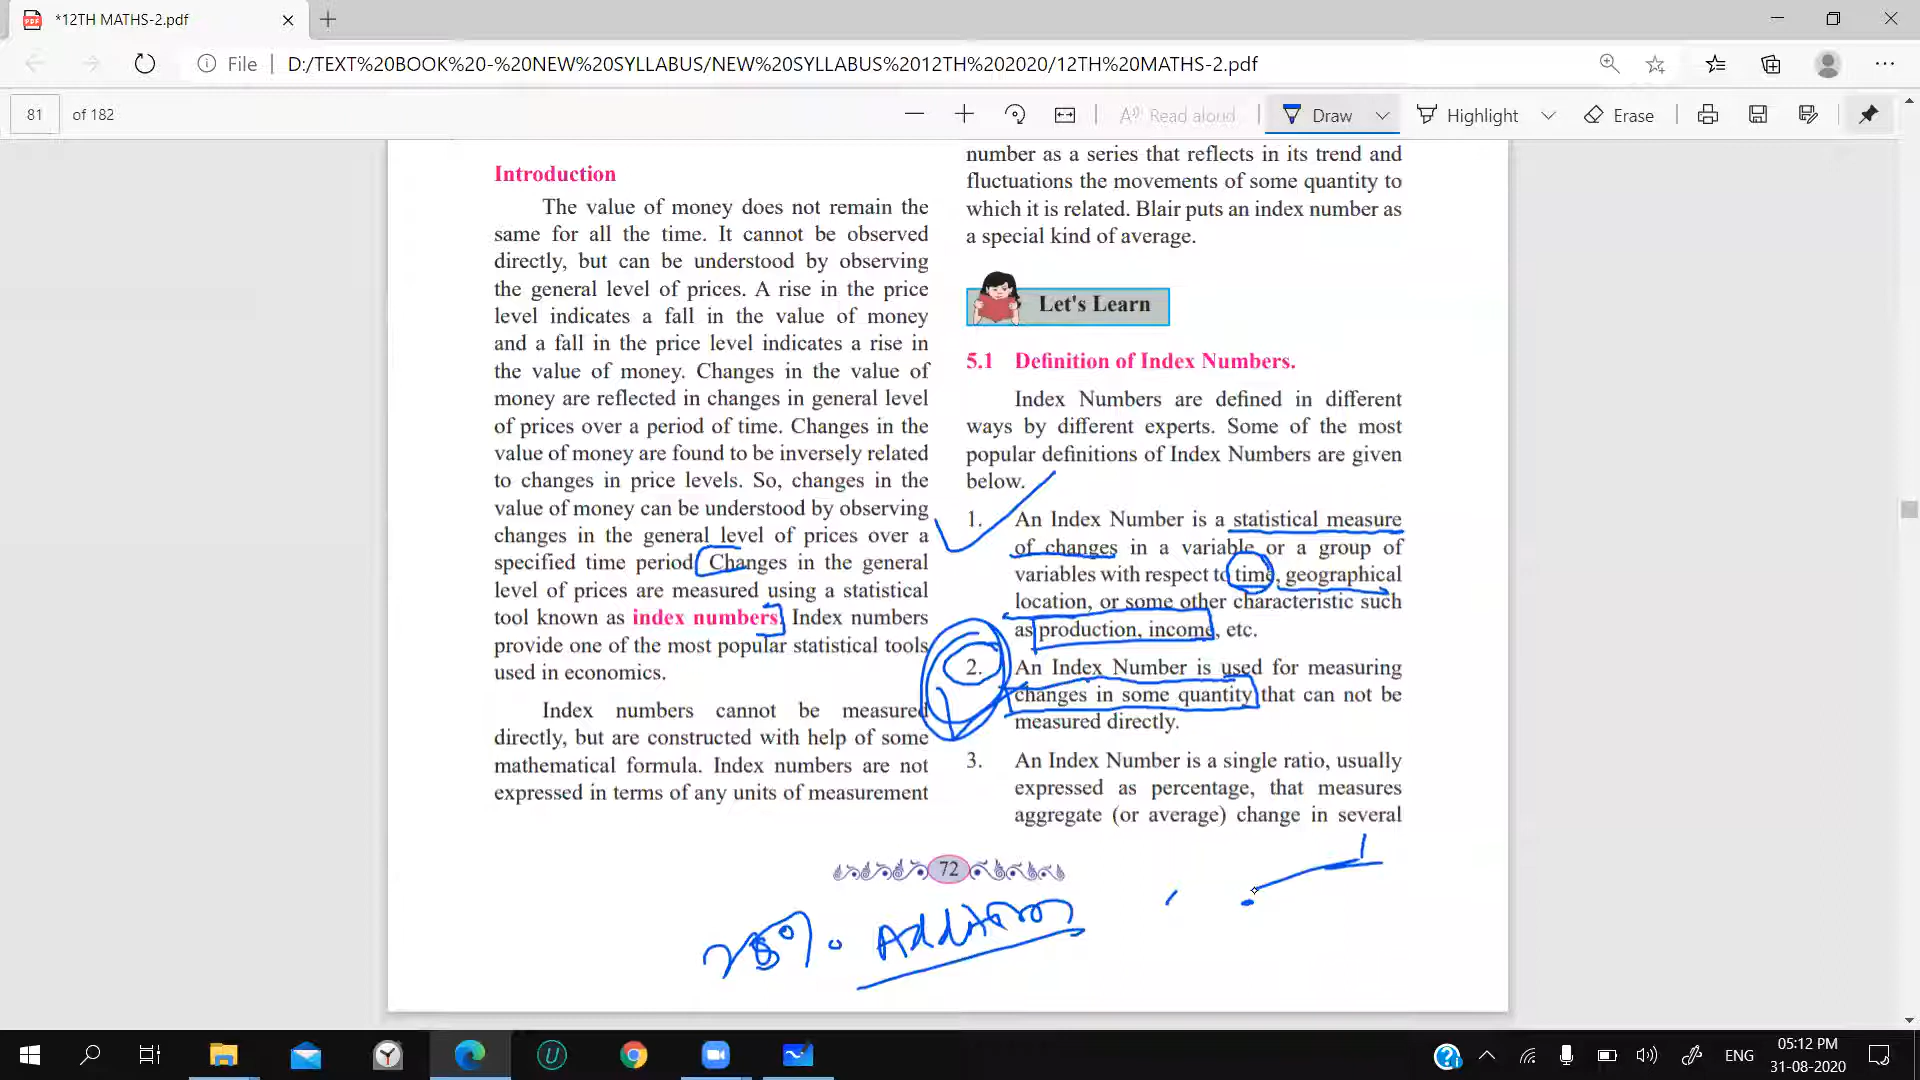 *12TH MATHS-2.pdf
File
D:/TEXT%20BOOK%20-%20NEW%20SYLLABUS/NEW%20SYLLABUS%2012TH%202020/12TH%20MATHS-2.pdf
81 of 182
Read aloud
Draw
Highlight
Erase
Introduction
The value of money does not remain the
same for all the time. It cannot be observed
directly, but can be understood by observing
the general level of prices. A rise in the price
level indicates a fall in the value of money
and a fall in the price level indicates a rise in
the value of money. Changes in the value of
money are reflected in changes in general level
of prices over a period of time. Changes in the
value of money are found to be inversely related
to changes in price levels. So, changes in the
value of money can be understood by observing
changes in the general level of prices over a
specified time period. Changes in the general
level of prices are measured using a statistical
tool known as index numbers. Index numbers
provide one of the most popular statistical tools
used in economics.
Index numbers cannot be measured
directly, but are constructed with help of some
mathematical formula. Index numbers are not
expressed in terms of any units of measurement
number as a series that reflects in its trend and
fluctuations the movements of some quantity to
which it is related. Blair puts an index number as
a special kind of average.
Let's Learn
5.1 Definition of Index Numbers.
Index Numbers are defined in different
ways by different experts. Some of the most
popular definitions of Index Numbers are given
below.
1. An Index Number is a statistical measure
of changes in a variable or a group of
variables with respect to time, geographical
location, or some other characteristic such
as production, income, etc.
2. An Index Number is used for measuring
changes in some quantity that can not be
measured directly.
3. An Index Number is a single ratio, usually
expressed as percentage, that measures
aggregate (or average) change in several
72
Addition
ENG
05:12 PM
31-08-2020